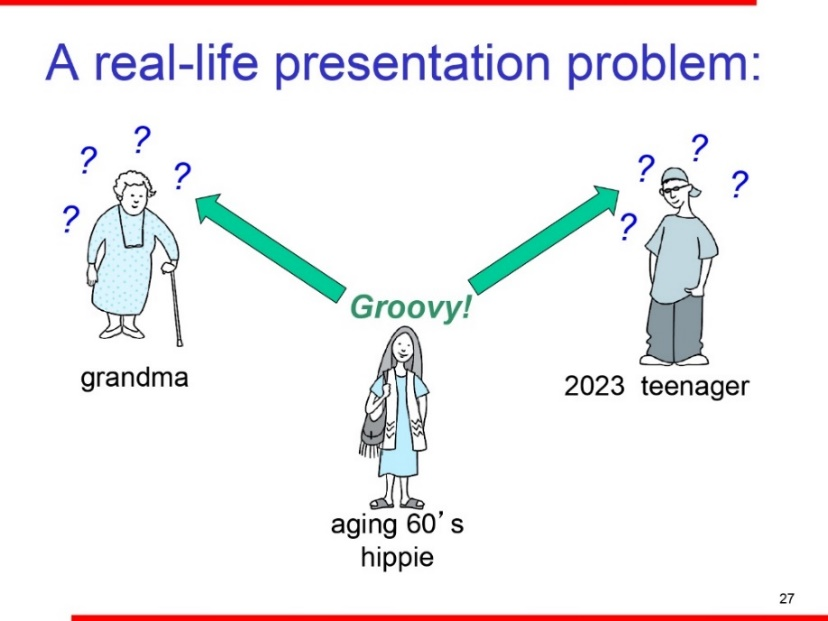 A real-life presentation problem:
?
?
?
?
?
?
?
?
Groovy!
grandma
2023 teenager
aging 60’s
hippie
27